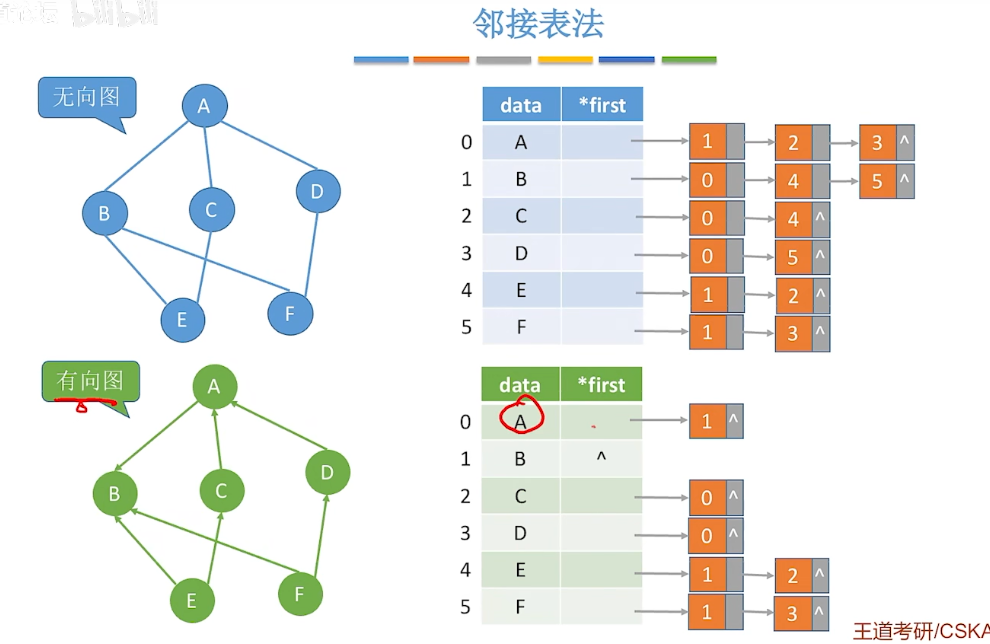 邻接表法
无向图
A
B
C
D
E
F
data *first
0 A 1 2 3 ^
1 B 0 4 5 ^
2 C 0 4 ^
3 D 0 5 ^
4 E 1 2 ^
5 F 1 3 ^
有向图
A
B
C
D
E
F
data *first
0 A 1 ^
1 B ^
2 C 0 ^
3 D 0 ^
4 E 1 2 ^
5 F 1 3 ^
王道考研/CSKA